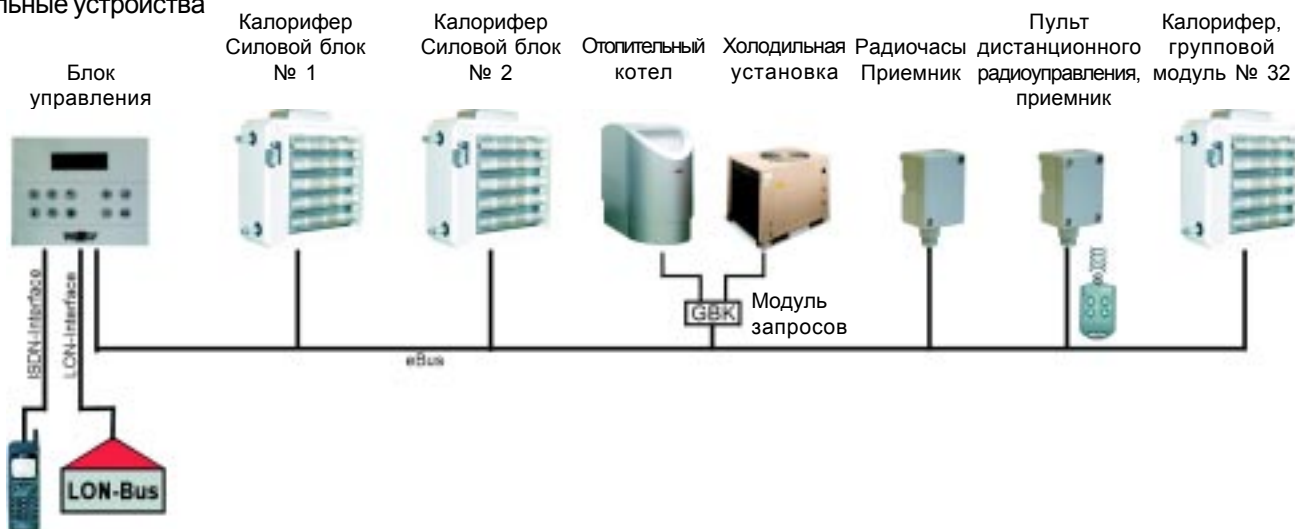 льные устройства
Калорифер
Силовой блок
№ 1
Калорифер
Силовой блок
№ 2
Отопительный
котел
Холодильная
установка
Радиочасы
Приемник
Пульт
дистанционного
радиоуправления,
приемник
Калорифер,
групповой
модуль № 32
Блок
управления
ISDN-Interface
LON-Interface
GBK
Модуль
запросов
eBus
LON-Bus